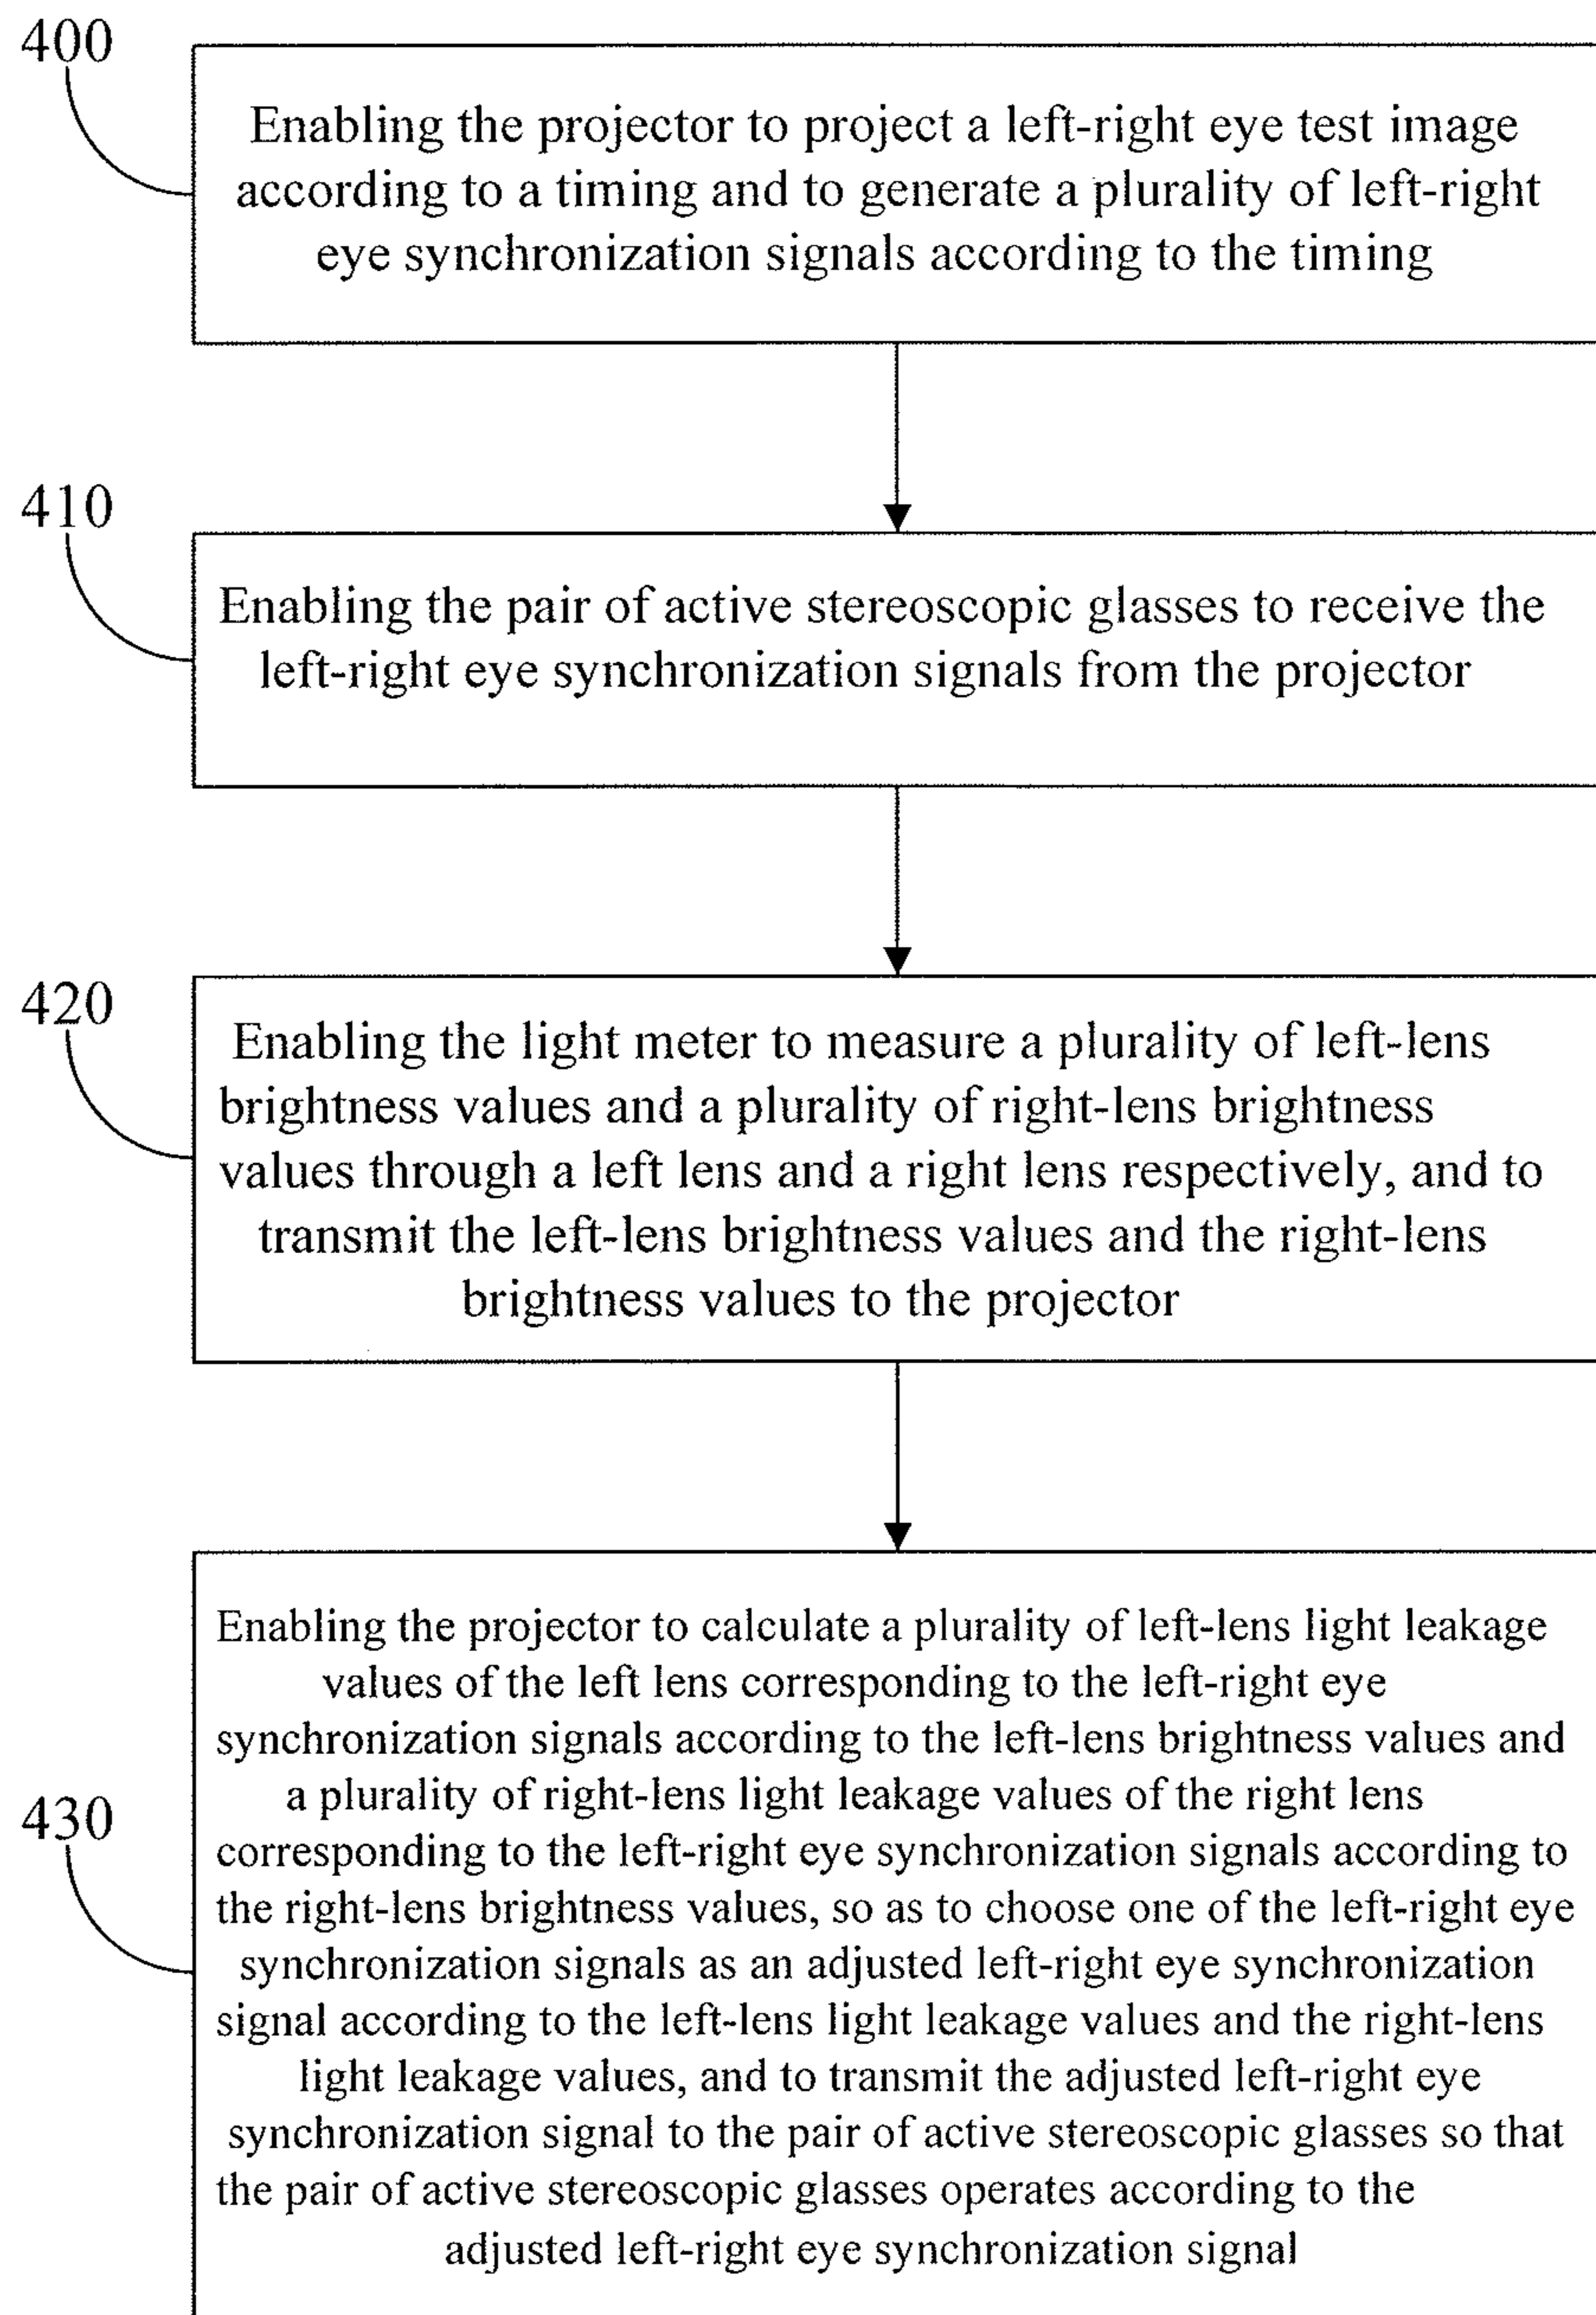 400
Enabling the projector to project a left-right eye test image
according to a timing and to generate a plurality of left-right
eye synchronization signals according to the timing
410
Enabling the pair of active stereoscopic glasses to receive the
left-right eye synchronization signals from the projector
420
Enabling the light meter to measure a plurality of left-lens
brightness values and a plurality of right-lens brightness
values through a left lens and a right lens respectively, and to
transmit the left-lens brightness values and the right-lens
brightness values to the projector
430
Enabling the projector to calculate a plurality of left-lens light leakage
values of the left lens corresponding to the left-right eye
synchronization signals according to the left-lens brightness values and
a plurality of right-lens light leakage values of the right lens
corresponding to the left-right eye synchronization signals according to
the right-lens brightness values, so as to choose one of the left-right eye
synchronization signals as an adjusted left-right eye synchronization
signal according to the left-lens light leakage values and the right-lens
light leakage values, and to transmit the adjusted left-right eye
synchronization signal to the pair of active stereoscopic glasses so that
the pair of active stereoscopic glasses operates according to the
adjusted left-right eye synchronization signal